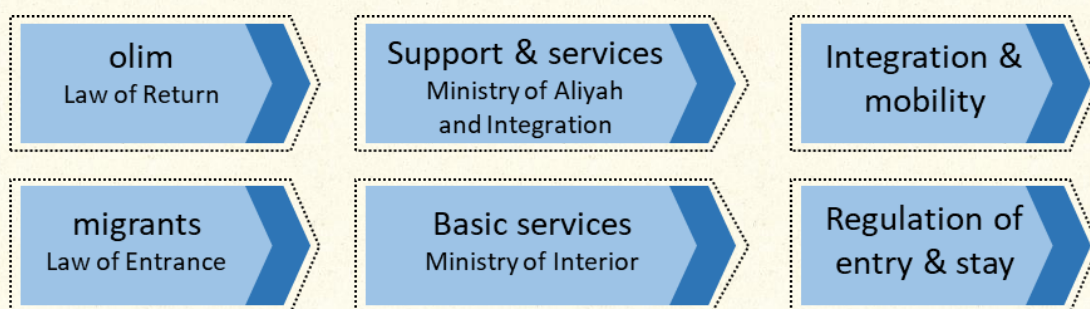 olim
Law of Return
Support & services
Ministry of Aliyah
and Integration
Integration &
mobility
migrants
Law of Entrance
Basic services
Ministry of Interior
Regulation of
entry & stay